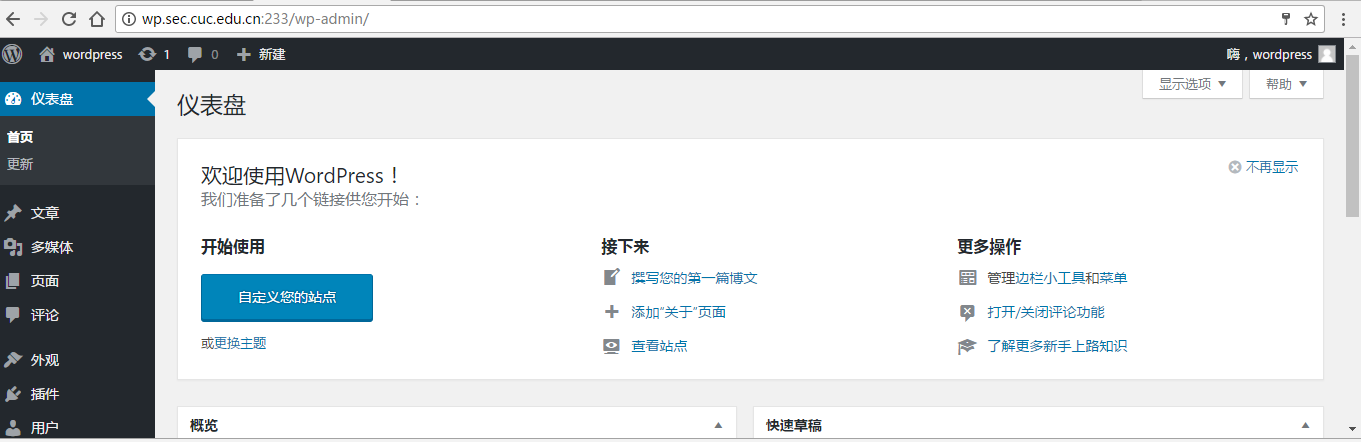 wp.sec.cuc.edu.cn:233/wp-admin/
wordpress 1 0 新建 嗨，wordpress
显示选项 帮助
仪表盘
首页
更新
文章
多媒体
页面
评论
外观
插件
用户
仪表盘
欢迎使用WordPress！
不再显示
我们准备了几个链接供您开始：
开始使用
自定义您的站点
或更换主题
接下来
撰写您的第一篇博文
添加“关于”页面
查看站点
更多操作
管理边栏小工具和菜单
打开/关闭评论功能
了解更多新手上路知识
概览
快速草稿